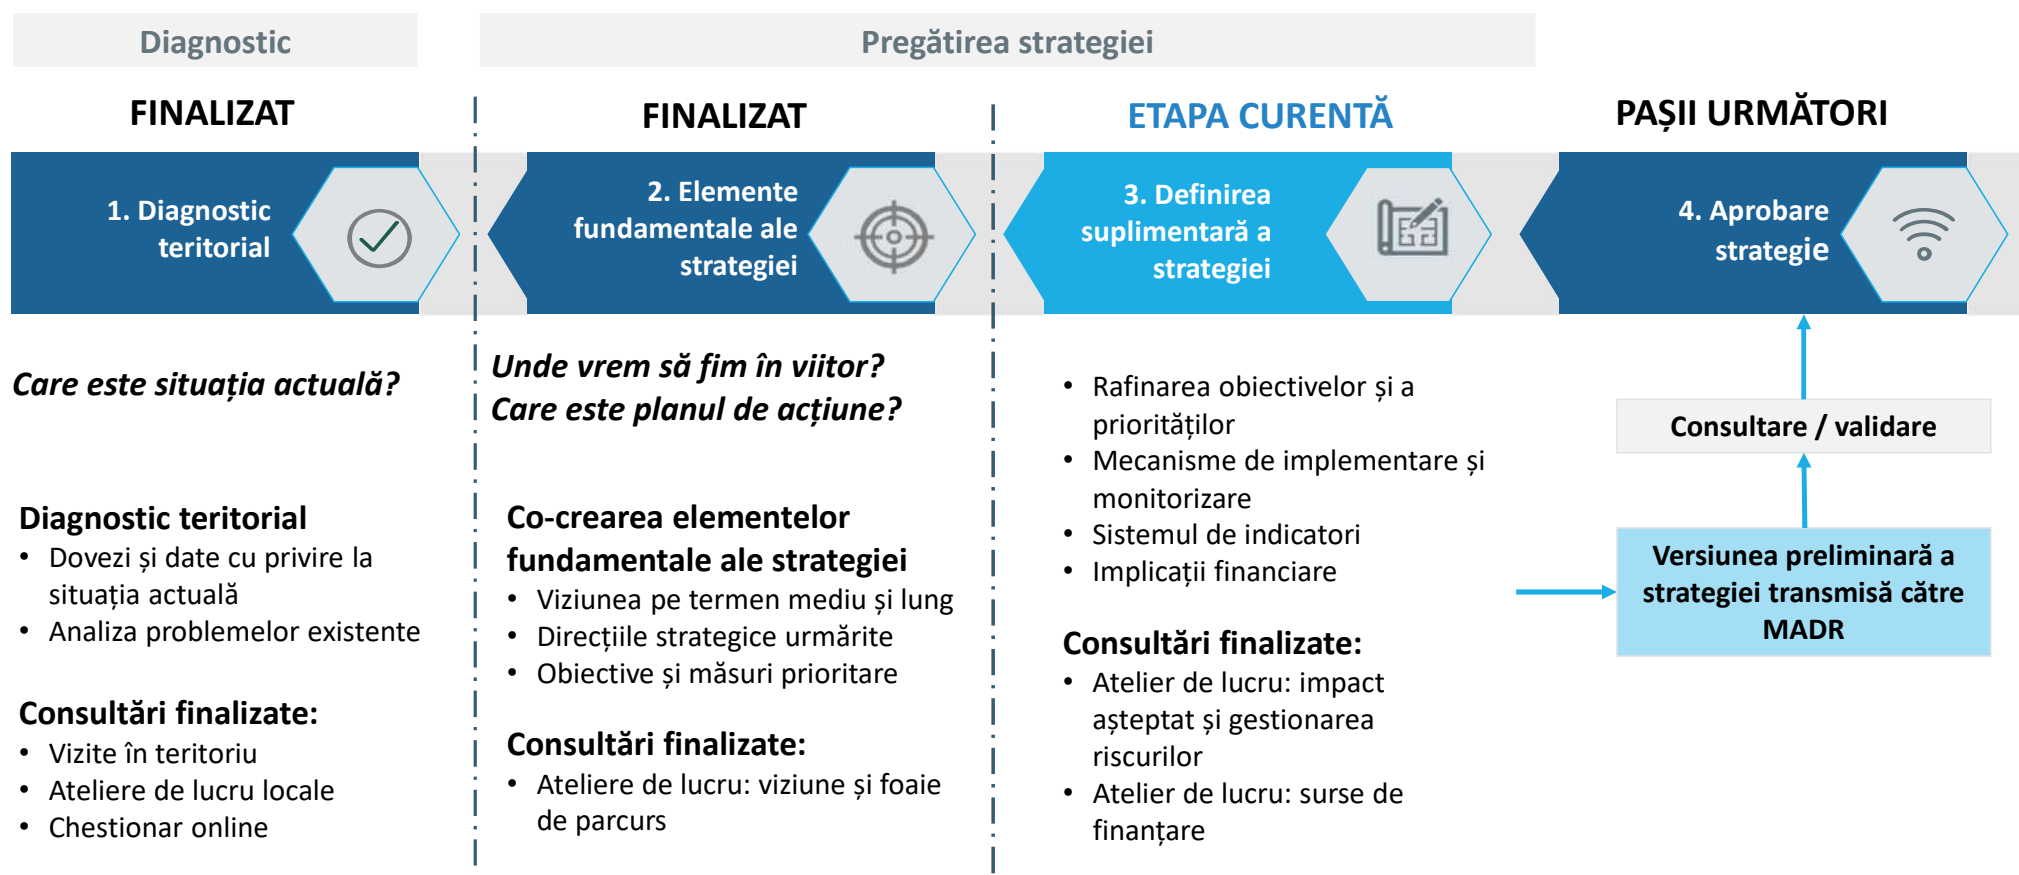 Diagnostic
Pregătirea strategiei
FINALIZAT
FINALIZAT
ETAPA CURENTĂ
PAȘII URMĂTORI
1. Diagnostic
teritorial
2. Elemente
fundamentale ale
strategiei
3. Definirea
suplimentară a
strategiei
4. Aprobare
strategie
Care este situația actuală?
Diagnostic teritorial
• Dovezi și date cu privire la
situația actuală
• Analiza problemelor existente
Consultări finalizate:
• Vizite în teritoriu
• Ateliere de lucru locale
• Chestionar online
Unde vrem să fim în viitor?
Care este planul de acțiune?
Co-crearea elementelor
fundamentale ale strategiei
• Viziunea pe termen mediu și lung
• Direcțiile strategice urmărite
• Obiective și măsuri prioritare
Consultări finalizate:
• Ateliere de lucru: viziune și foaie
de parcurs
• Rafinarea obiectivelor și a
priorităților
• Mecanisme de implementare și
monitorizare
• Sistemul de indicatori
• Implicații financiare
Consultări finalizate:
• Atelier de lucru: impact
așteptat și gestionarea
riscurilor
• Atelier de lucru: surse de
finanțare
Consultare / validare
Versiunea preliminară a
strategiei transmisă către
MADR